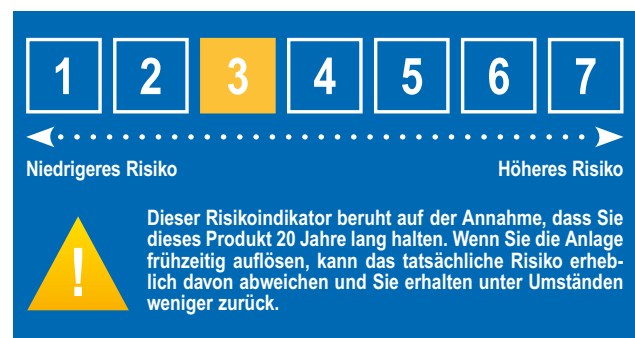 1 2 3 4 5 6 7
Niedrigeres Risiko Höheres Risiko
Dieser Risikoindikator beruht auf der Annahme, dass Sie
dieses Produkt 20 Jahre lang halten. Wenn Sie die Anlage
frühzeitig auflösen, kann das tatsächliche Risiko erheb-
lich davon abweichen und Sie erhalten unter Umständen
weniger zurück.
!